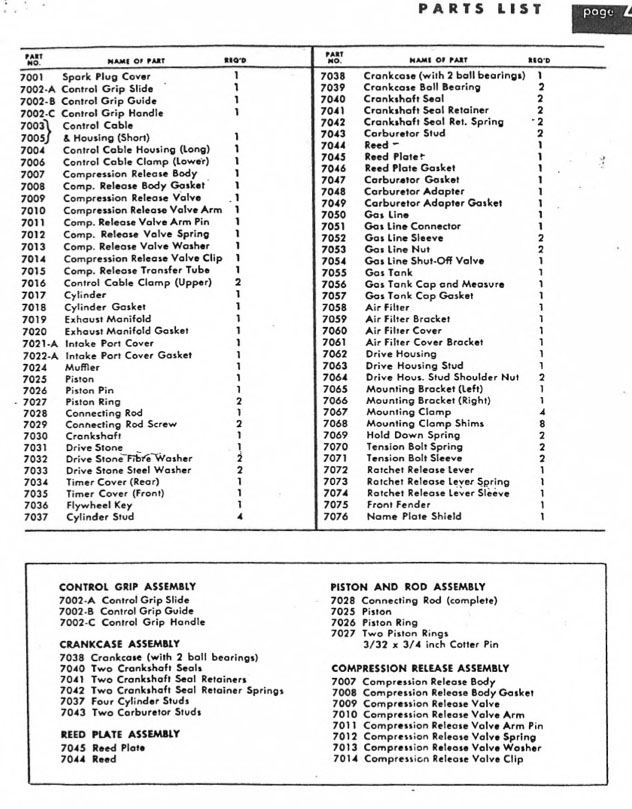 PARTS LIST
page
PART NO. NAME OF PART REQ'D
7001 Spark Plug Cover 1
7002-A Control Grip Slide 1
7002-B Control Grip Guide 1
7002-C Control Grip Handle 1
7003} Control Cable
7005} & Housing (Short) 1
7004 Control Cable Housing (Long) 1
7006 Control Cable Clamp (Lower) 1
7007 Compression Release Body 1
7008 Comp. Release Body Gasket 1
7009 Compression Release Valve 1
7010 Compression Release Valve Arm 1
7011 Comp. Release Valve Arm Pin 1
7012 Comp. Release Valve Spring 1
7013 Comp. Release Valve Washer 1
7014 Compression Release Valve Clip 1
7015 Comp. Release Transfer Tube 1
7016 Control Cable Clamp (Upper) 2
7017 Cylinder 1
7018 Cylinder Gasket 1
7019 Exhaust Manifold 1
7020 Exhaust Manifold Gasket 1
7021-A Intake Port Cover 1
7022-A Intake Port Cover Gasket 1
7024 Muffler 1
7025 Piston 1
7026 Piston Pin 1
7027 Piston Ring 2
7028 Connecting Rod 1
7029 Connecting Rod Screw 2
7030 Crankshaft 1
7031 Drive Stone 1
7032 Drive Stone Fibre Washer 2
7033 Drive Stone Steel Washer 2
7034 Timer Cover (Rear) 1
7035 Timer Cover (Front) 1
7036 Flywheel Key 1
7037 Cylinder Stud 4
PART NO. NAME OF PART REQ'D
7038 Crankcase (with 2 ball bearings) 1
7039 Crankcase Ball Bearing 2
7040 Crankshaft Seal 2
7041 Crankshaft Seal Retainer 2
7042 Crankshaft Seal Ret. Spring 2
7043 Carburetor Stud 2
7044 Reed 1
7045 Reed Plate 1
7046 Reed Plate Gasket 1
7047 Carburetor Gasket 1
7048 Carburetor Adapter 1
7049 Carburetor Adapter Gasket 1
7050 Gas Line 1
7051 Gas Line Connector 1
7052 Gas Line Sleeve 2
7053 Gas Line Nut 2
7054 Gas Line Shut-Off Valve 1
7055 Gas Tank 1
7056 Gas Tank Cap and Measure 1
7057 Gas Tank Cap Gasket 1
7058 Air Filter 1
7059 Air Filter Bracket 1
7060 Air Filter Cover 1
7061 Air Filter Cover Bracket 1
7062 Drive Housing 1
7063 Drive Housing Stud 1
7064 Drive Hous. Stud Shoulder Nut 2
7065 Mounting Bracket (Left) 1
7066 Mounting Bracket (Right) 1
7067 Mounting Clamp 4
7068 Mounting Clamp Shims 8
7069 Hold Down Spring 2
7070 Tension Bolt Spring 2
7071 Tension Bolt Sleeve 2
7072 Ratchet Release Lever 1
7073 Ratchet Release Lever Spring 1
7074 Ratchet Release Lever Sleeve 1
7075 Front Fender 1
7076 Name Plate Shield 1
CONTROL GRIP ASSEMBLY
7002-A Control Grip Slide
7002-B Control Grip Guide
7002-C Control Grip Handle
CRANKCASE ASSEMBLY
7038 Crankcase (with 2 ball bearings)
7040 Two Crankshaft Seals
7041 Two Crankshaft Seal Retainers
7042 Two Crankshaft Seal Retainer Springs
7037 Four Cylinder Studs
7043 Two Carburetor Studs
REED PLATE ASSEMBLY
7045 Reed Plate
7044 Reed
PISTON AND ROD ASSEMBLY
7028 Connecting Rod (complete)
7025 Piston
7026 Piston Ring
7027 Two Piston Rings
3/32 x 3/4 inch Cotter Pin
COMPRESSION RELEASE ASSEMBLY
7007 Compression Release Body
7008 Compression Release Body Gasket
7009 Compression Release Valve
7010 Compression Release Valve Arm
7011 Compression Release Valve Arm Pin
7012 Compression Release Valve Spring
7013 Compression Release Valve Washer
7014 Compression Release Valve Clip